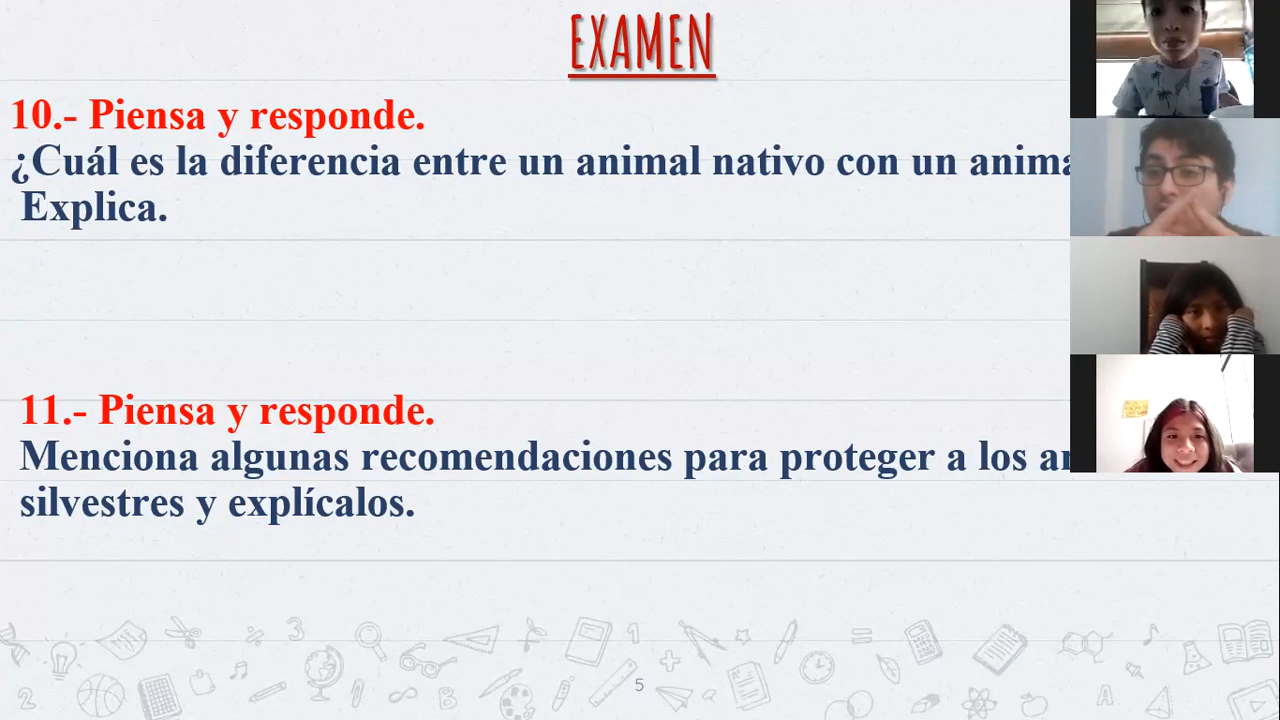 EXAMEN
10.- Piensa y responde.
¿Cuál es la diferencia entre un animal nativo con un
Explica.
11.- Piensa y responde.
Menciona algunas recomendaciones para proteger a los
silvestres y explícalos.
5